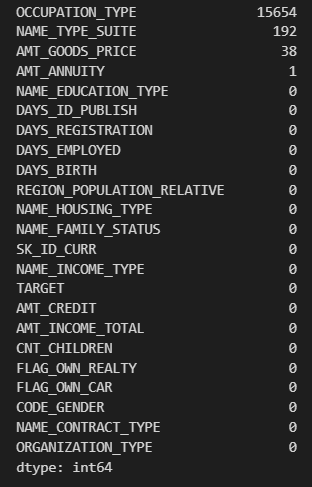 OCCUPATION_TYPE 15654
NAME_TYPE_SUITE 192
AMT_GOODS_PRICE 38
AMT_ANNUITY 1
NAME_EDUCATION_TYPE 0
DAYS_ID_PUBLISH 0
DAYS_REGISTRATION 0
DAYS_EMPLOYED 0
DAYS_BIRTH 0
REGION_POPULATION_RELATIVE 0
NAME_HOUSING_TYPE 0
NAME_FAMILY_STATUS 0
SK_ID_CURR 0
NAME_INCOME_TYPE 0
TARGET 0
AMT_CREDIT 0
AMT_INCOME_TOTAL 0
CNT_CHILDREN 0
FLAG_OWN_REALTY 0
FLAG_OWN_CAR 0
CODE_GENDER 0
NAME_CONTRACT_TYPE 0
ORGANIZATION_TYPE 0
dtype: int64